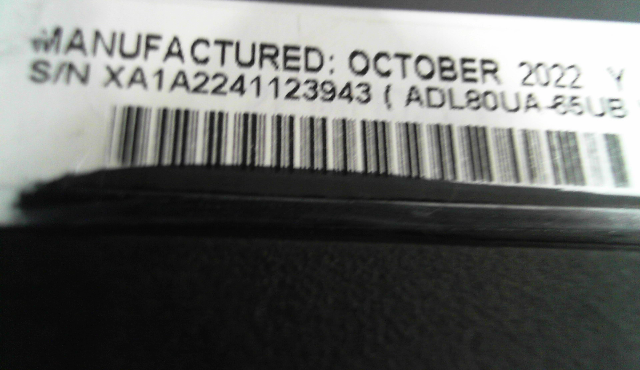 MANUFACTURED: OCTOBER 2022 Y
S/N XA1A2241123943 ( ADL80UA-65UB